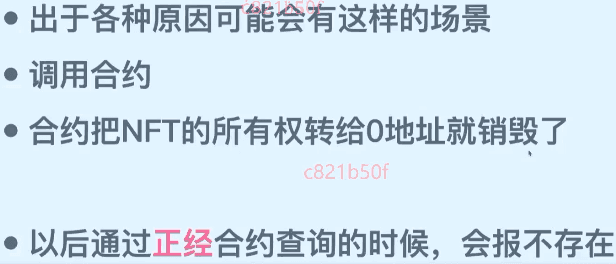 c821b50f
• 出于各种原因可能会有这样的场景
• 调用合约
• 合约把NFT的所有权转给0地址就销毁了
c821b50f
• 以后通过正经合约查询的时候，会报不存在